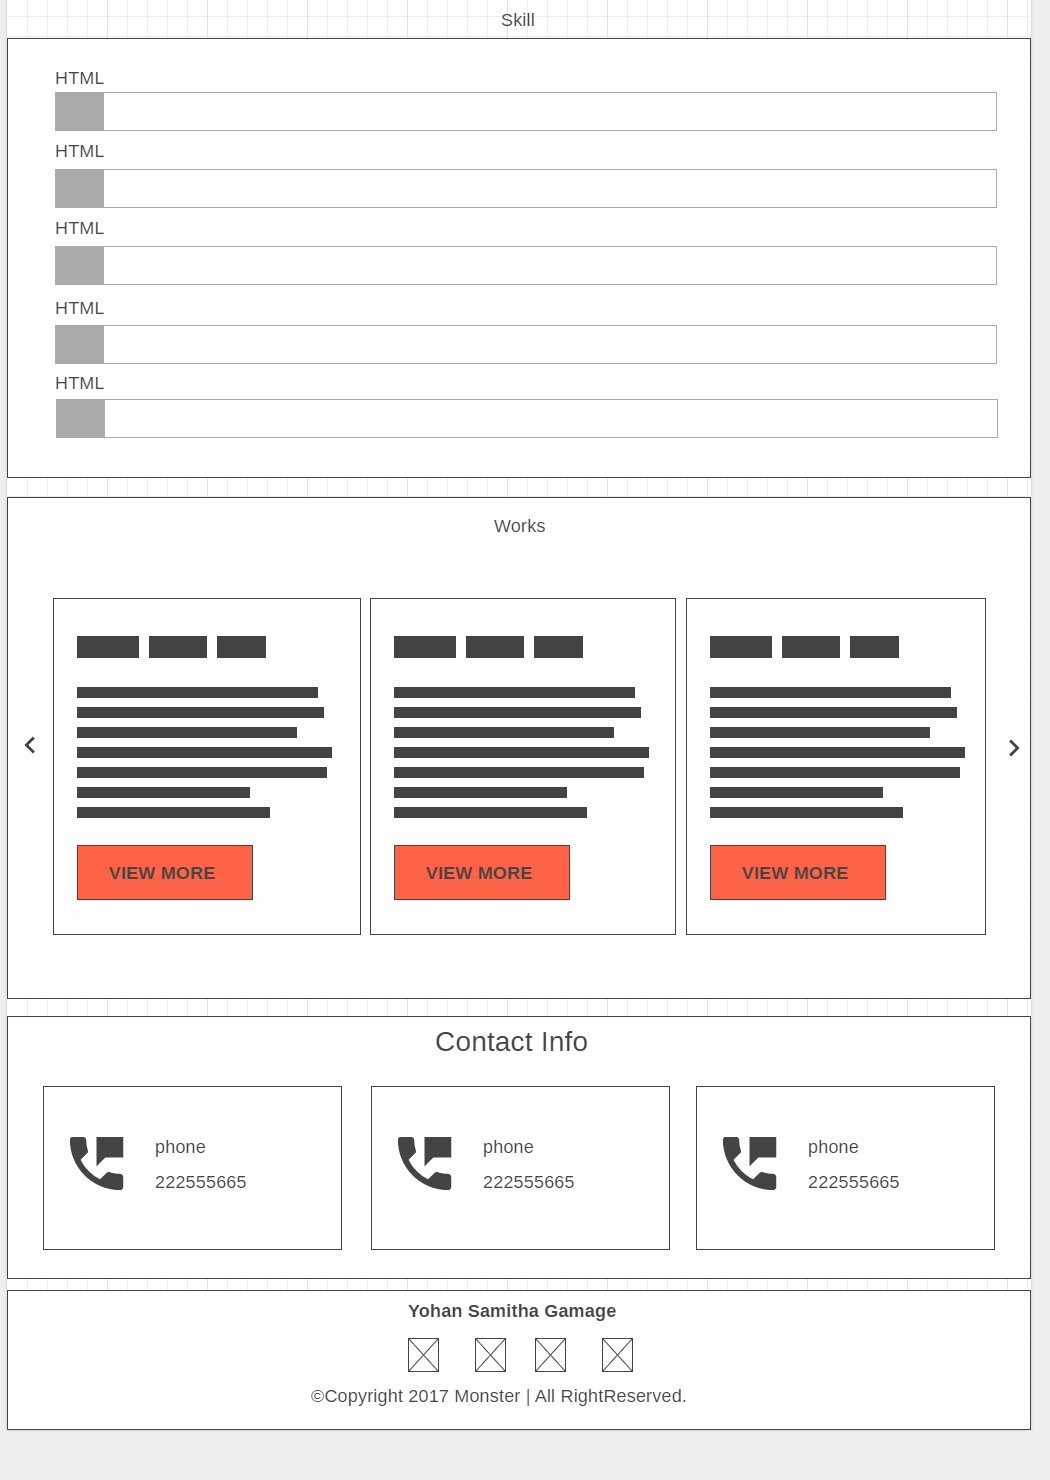 Skill
HTML
HTML
HTML
HTML
HTML
Works
VIEW MORE
VIEW MORE
VIEW MORE
Contact Info
phone
222555665
phone
222555665
phone
222555665
Yohan Samitha Gamage
©Copyright 2017 Monster | All RightReserved.